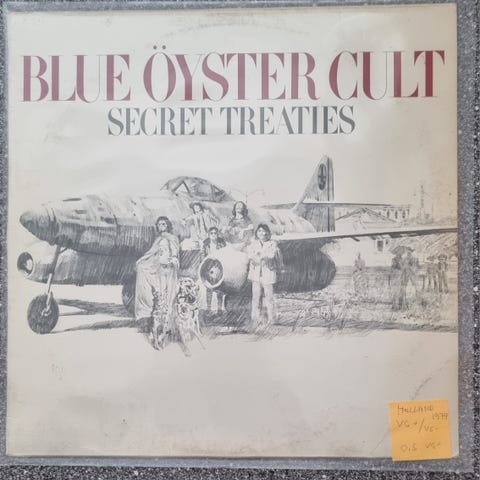 BLUE ÖYSTER CULT
SECRET TREATIES
HOLLAND
1974
VG+/VG-
O.S VG-